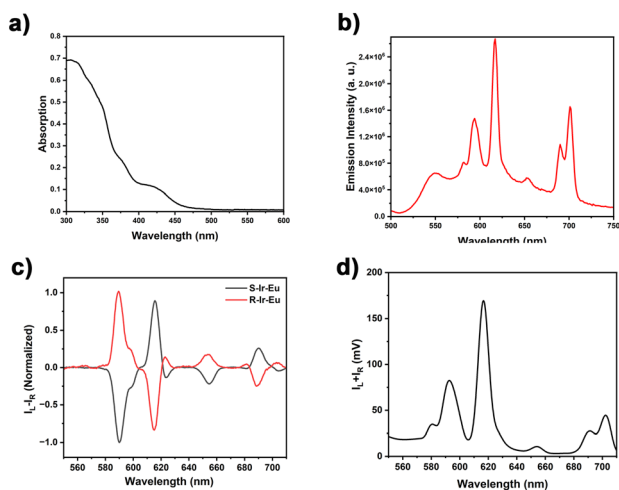 a)
0.8
0.7
0.6
0.5
0.4
0.3
0.2
0.1
0.0
300 350 400 450 500 550 600
Absorption
Wavelength (nm)
b)
2.4×10⁶
2.0×10⁶
1.6×10⁶
1.2×10⁶
8.0×10⁵
4.0×10⁵
0.0
500 550 600 650 700 750
Emission Intensity (a. u.)
Wavelength (nm)
c)
S-Ir-Eu
R-Ir-Eu
1.0
0.5
0.0
−0.5
−1.0
560 580 600 620 640 660 680 700
I_L-I_R (Normalized)
Wavelength (nm)
d)
200
150
100
50
0
560 580 600 620 640 660 680 700
I_L+I_R (mV)
Wavelength (nm)